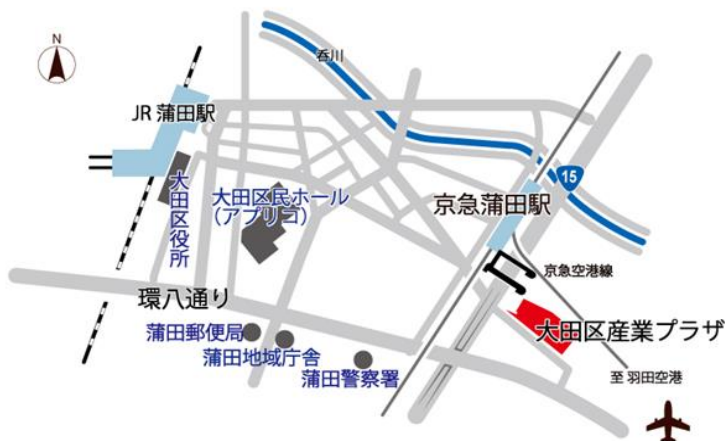 N
呑川
JR 蒲田駅
15
大田区役所
大田区民ホール
（アプリコ）
京急蒲田駅
京急空港線
環八通り
大田区産業プラザ
蒲田郵便局
蒲田地域庁舎
蒲田警察署
至 羽田空港